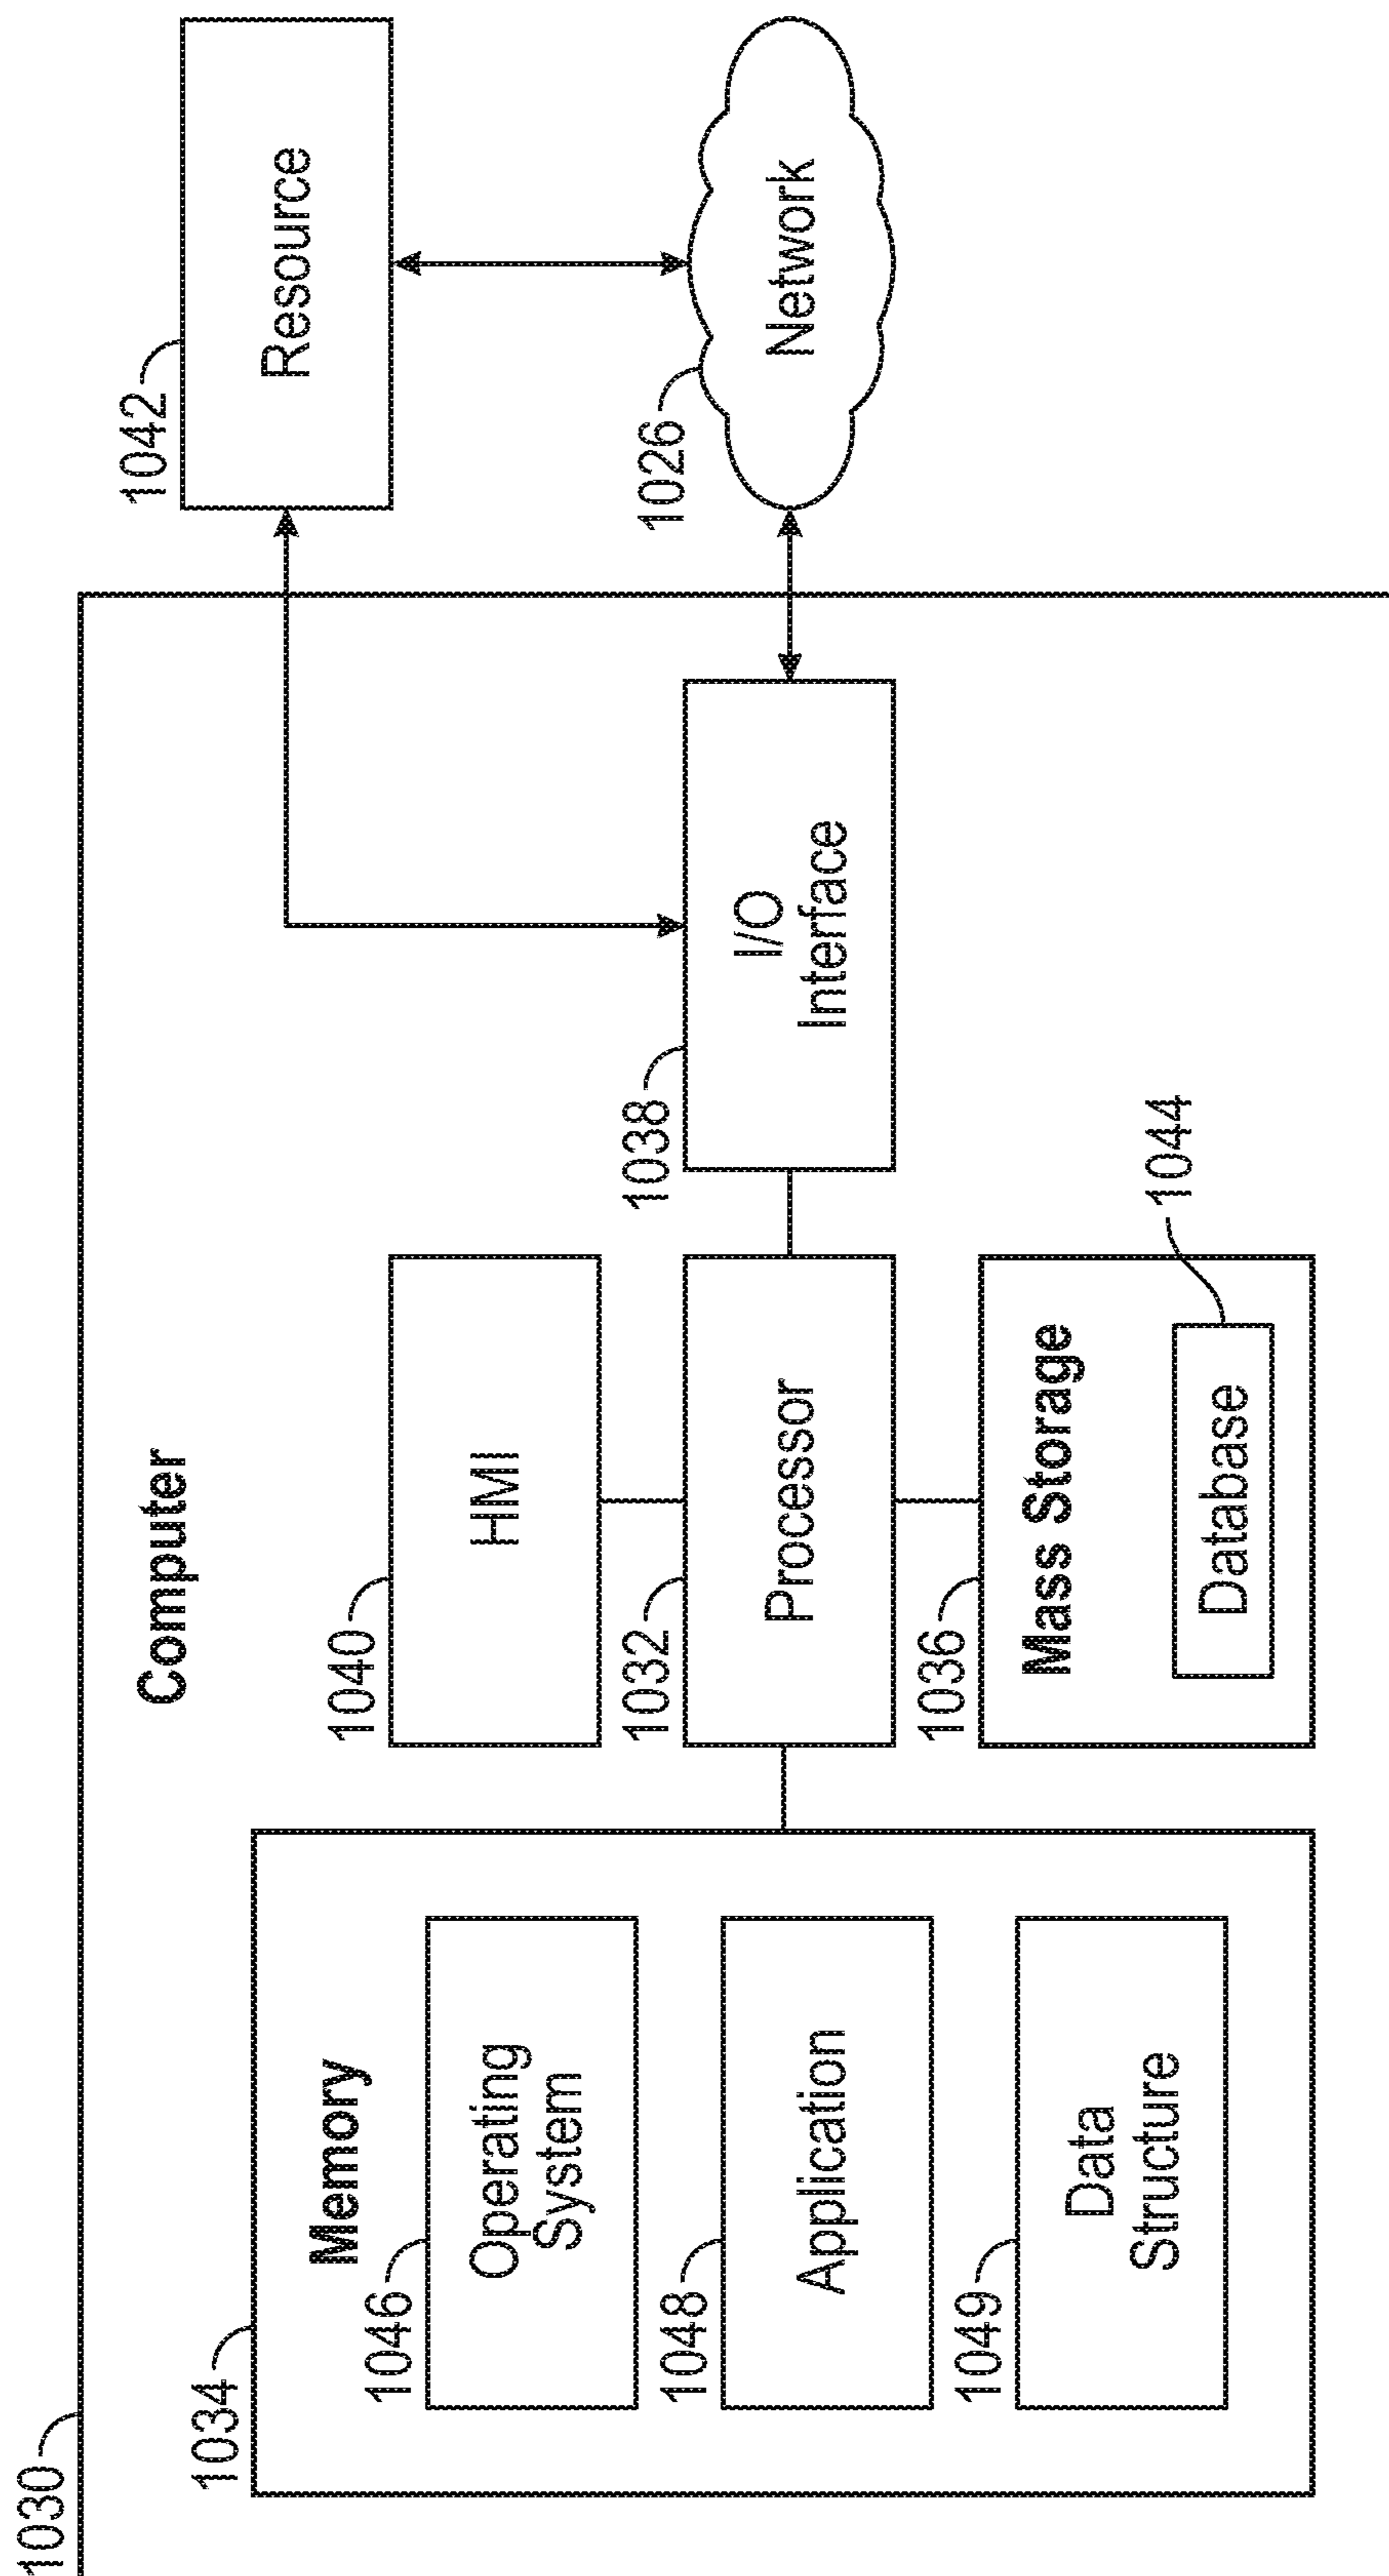 1030
Computer
1034
Memory
1046
Operating
System
1048
Application
1049
Data
Structure
1040
HMI
1032
Processor
1036
Mass Storage
Database
1044
1038
I/O
Interface
1042
Resource
1026
Network